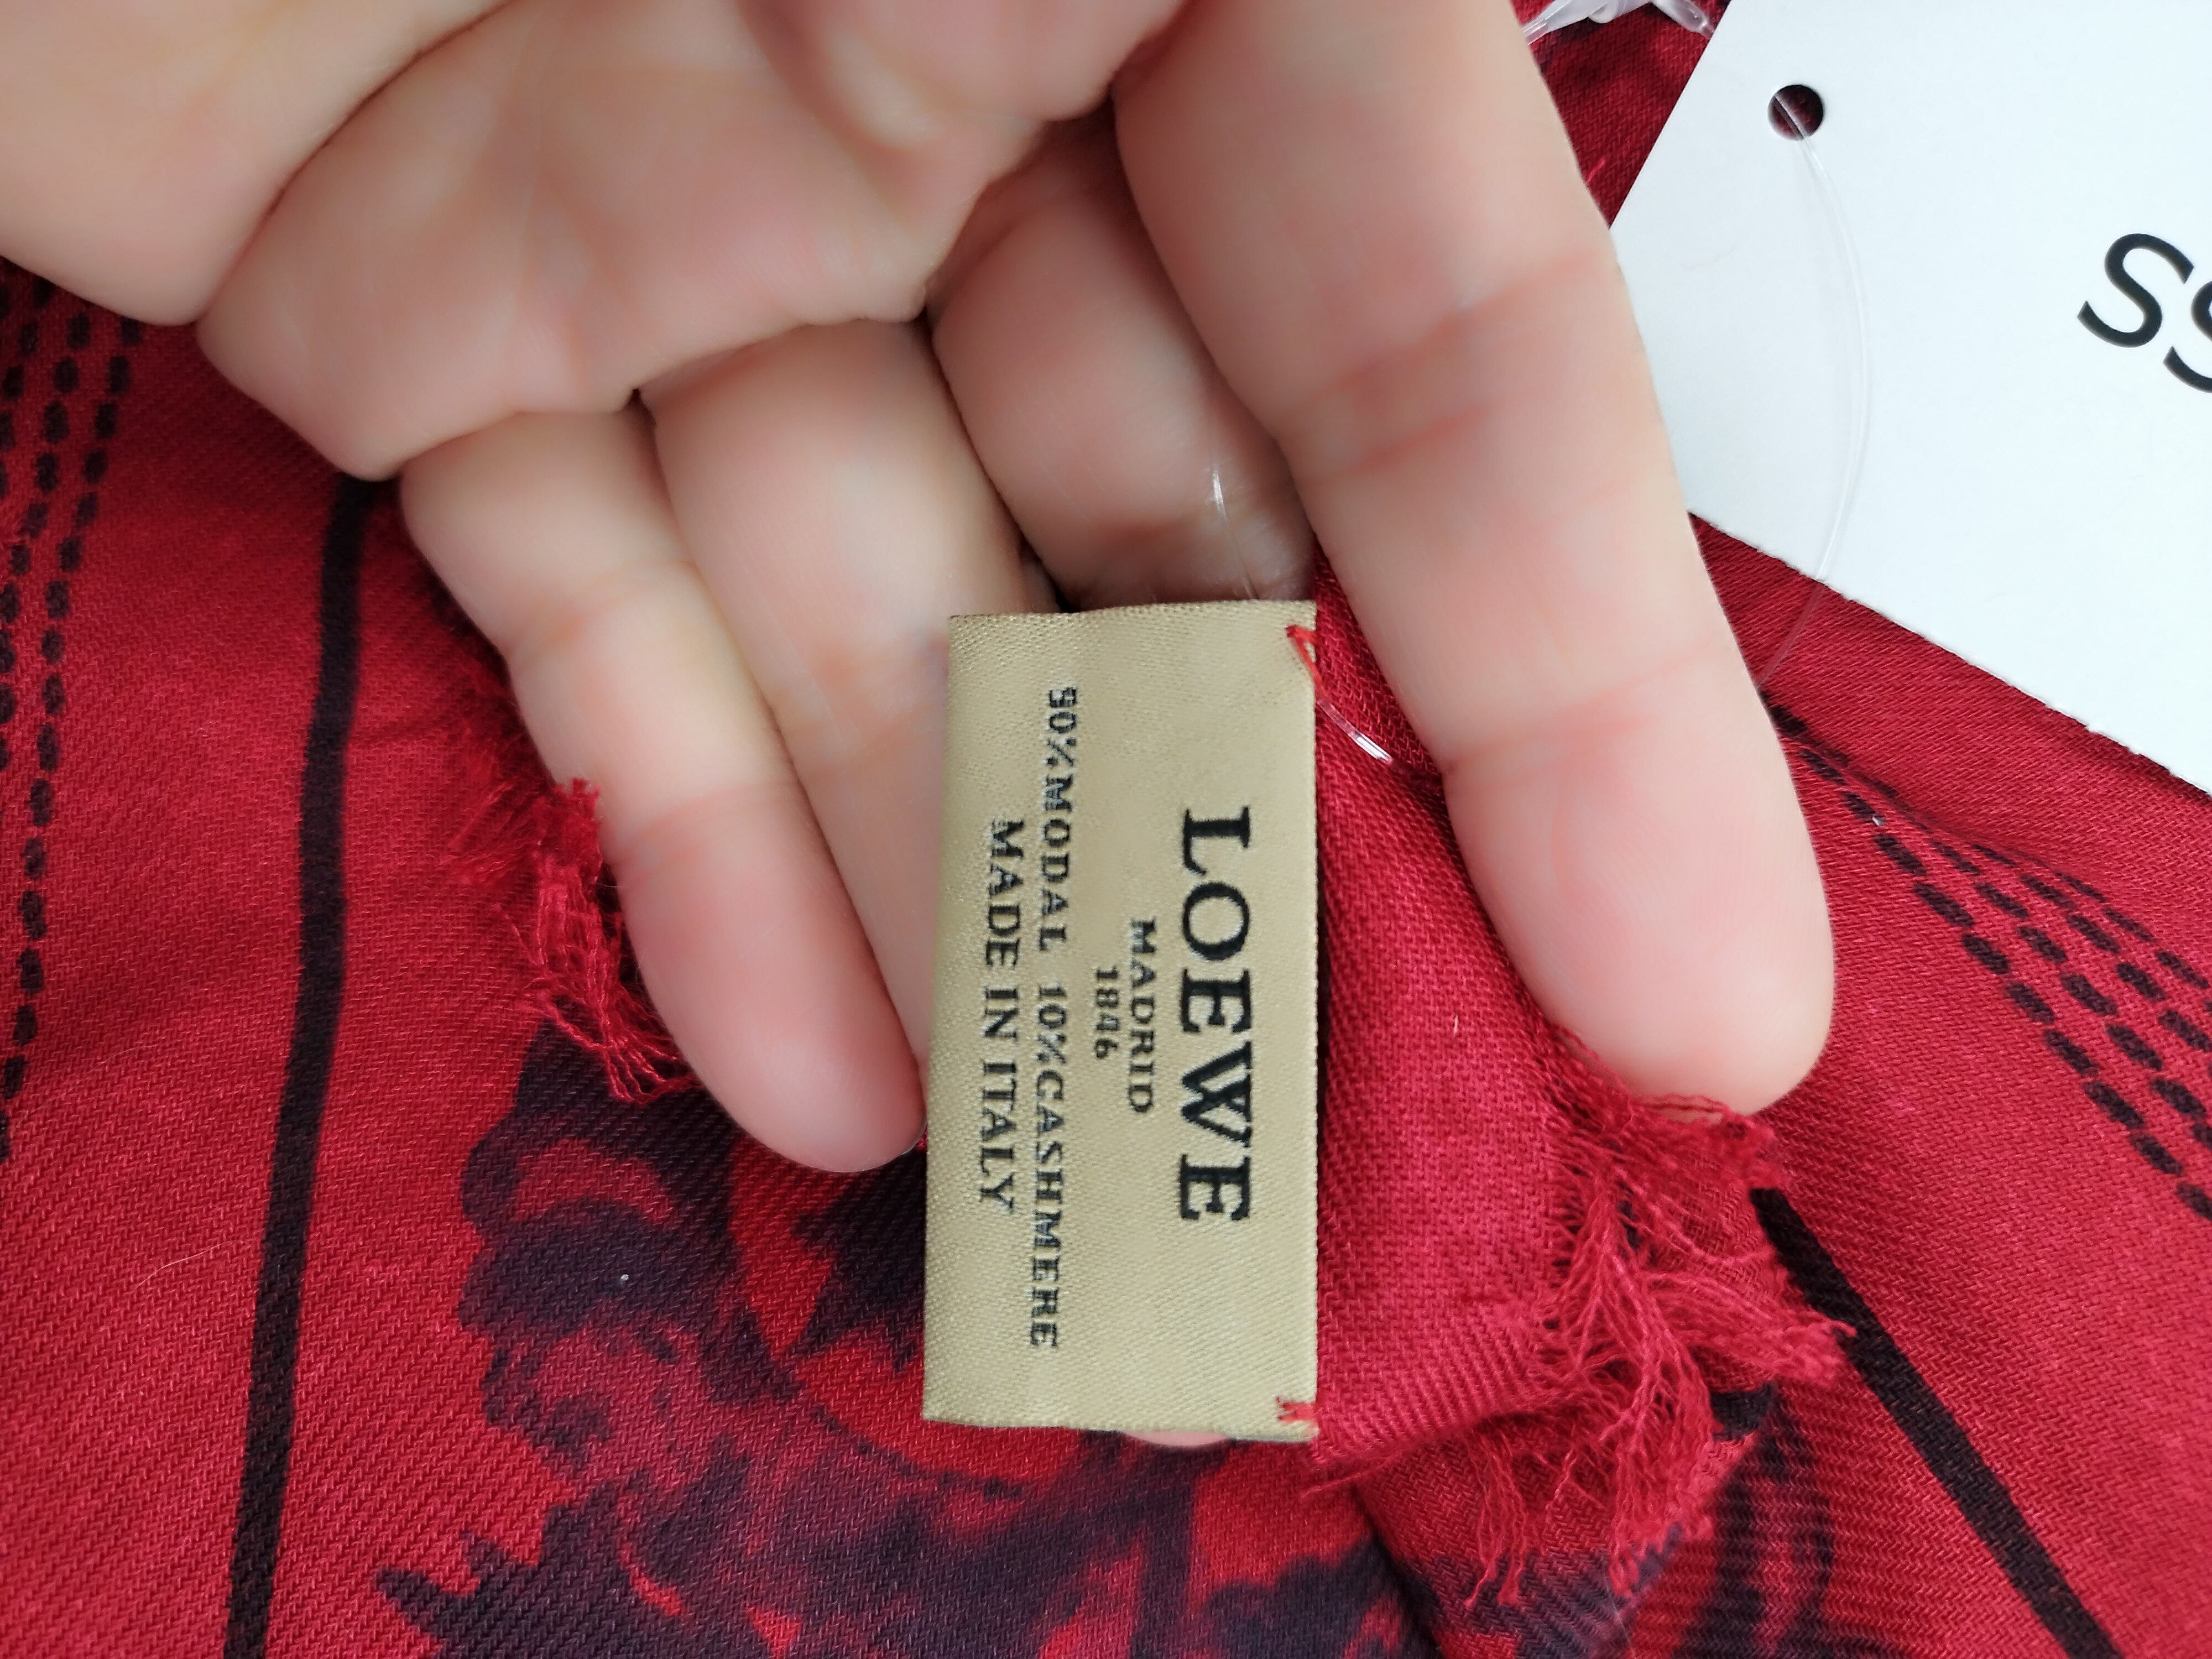 LOEWE
MADRID
1846
90%MODAL 10%CASHMERE
MADE IN ITALY
SS